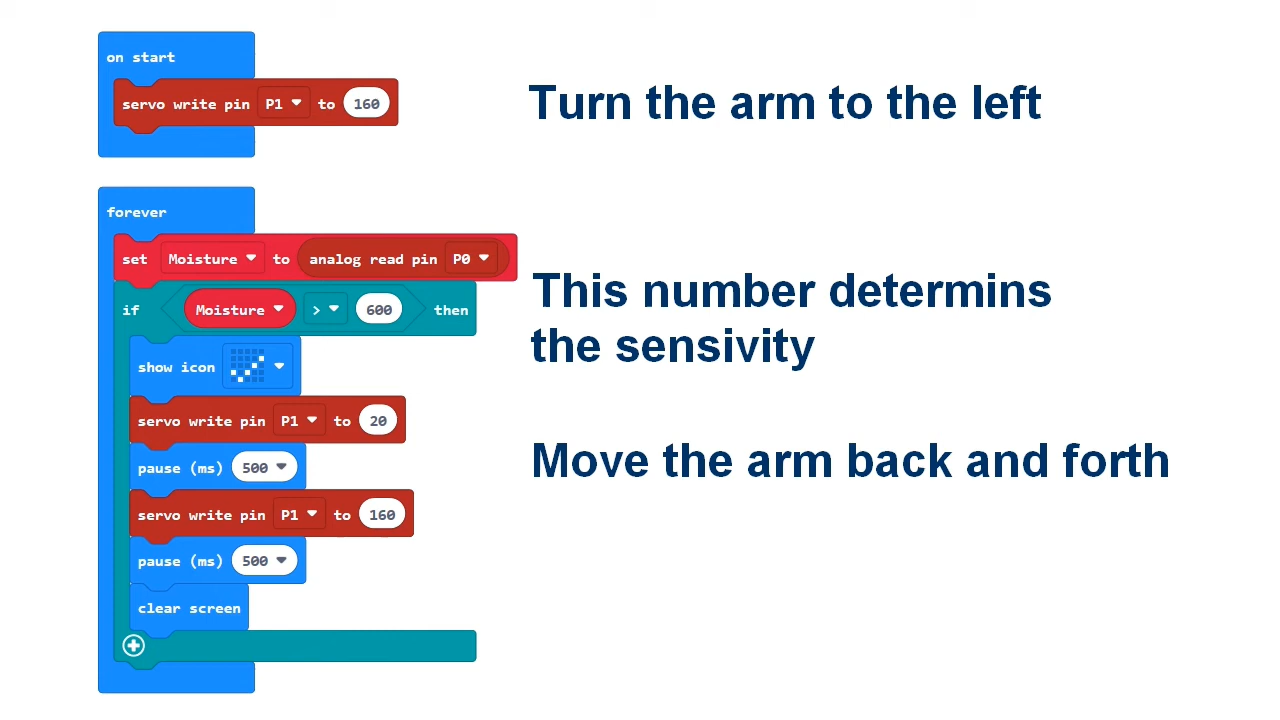 on start
servo write pin P1 to 160
Turn the arm to the left
forever
set Moisture to analog read pin P0
if Moisture > 600 then
This number determins
the sensivity
show icon
servo write pin P1 to 20
Move the arm back and forth
pause (ms) 500
servo write pin P1 to 160
pause (ms) 500
clear screen